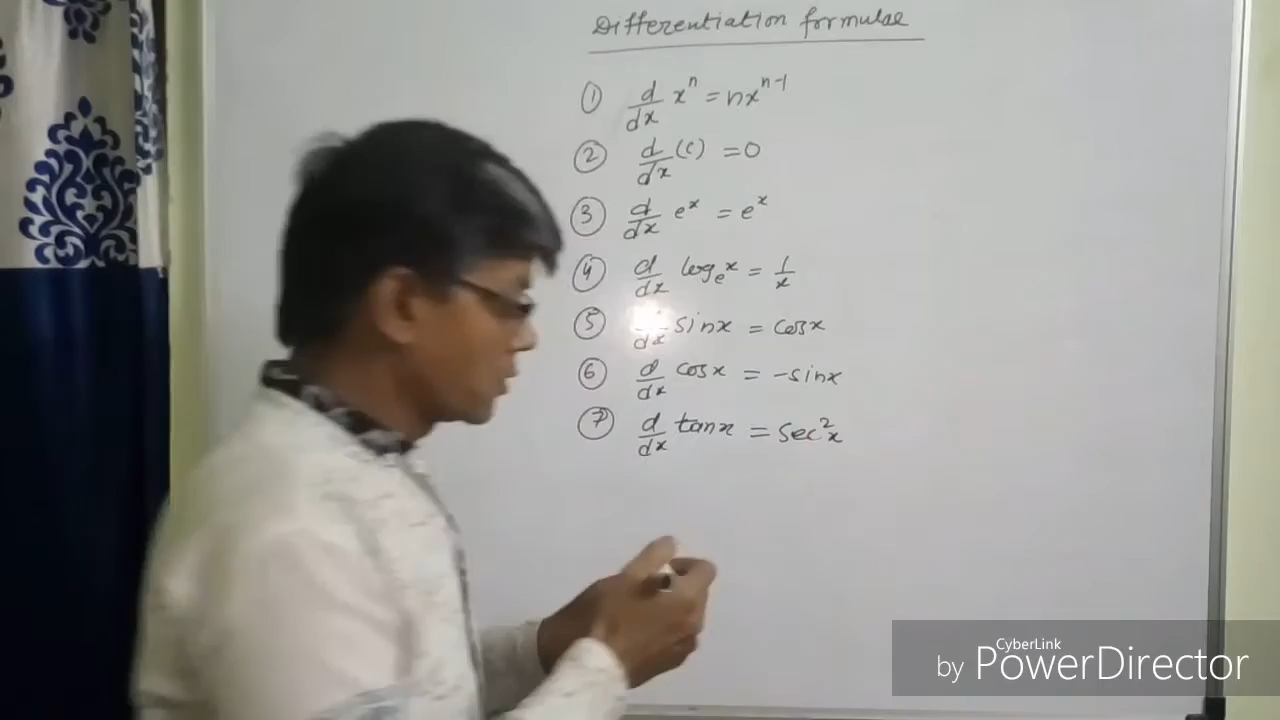 Differentiation formulae
① d/dx xⁿ = nxⁿ⁻¹
② d/dx (c) = 0
③ d/dx eˣ = eˣ
④ d/dx logₑx = 1/x
⑤ d/dx sinx = cosx
⑥ d/dx cosx = -sinx
⑦ d/dx tanx = sec²x
CyberLink
by PowerDirector